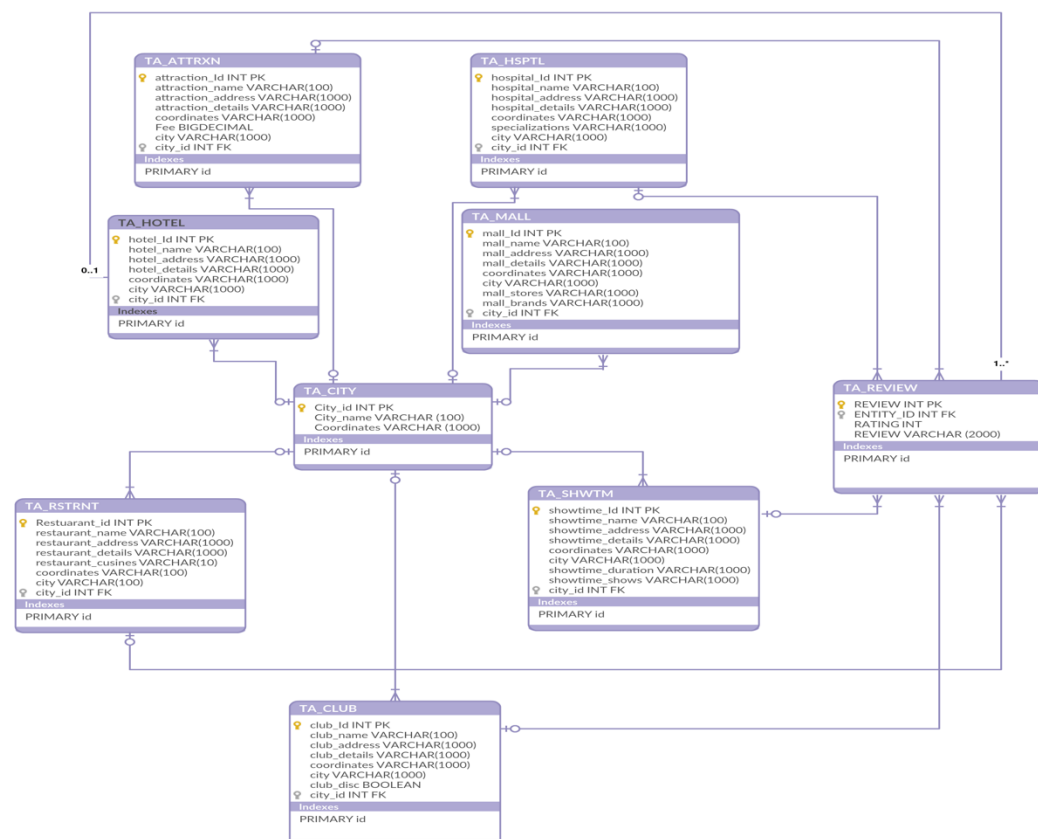 TA_ATTRXN
attraction_Id INT PK
attraction_name VARCHAR(100)
attraction_address VARCHAR(1000)
attraction_details VARCHAR(1000)
coordinates VARCHAR(1000)
Fee BIGDECIMAL
city VARCHAR(1000)
city_id INT FK
Indexes
PRIMARY id
TA_HSPTL
hospital_Id INT PK
hospital_name VARCHAR(100)
hospital_address VARCHAR(1000)
hospital_details VARCHAR(1000)
coordinates VARCHAR(1000)
specializations VARCHAR(1000)
city VARCHAR(1000)
city_id INT FK
Indexes
PRIMARY id
TA_HOTEL
hotel_Id INT PK
hotel_name VARCHAR(100)
hotel_address VARCHAR(1000)
hotel_details VARCHAR(1000)
coordinates VARCHAR(1000)
city VARCHAR(1000)
city_id INT FK
Indexes
PRIMARY id
0..1
TA_MALL
mall_Id INT PK
mall_name VARCHAR(100)
mall_address VARCHAR(1000)
mall_details VARCHAR(1000)
coordinates VARCHAR(1000)
city VARCHAR(1000)
mall_stores VARCHAR(1000)
mall_brands VARCHAR(1000)
city_id INT FK
Indexes
PRIMARY id
1..*
TA_CITY
City_id INT PK
City_name VARCHAR (100)
Coordinates VARCHAR (1000)
Indexes
PRIMARY id
TA_REVIEW
REVIEW INT PK
ENTITY_ID INT FK
RATING INT
REVIEW VARCHAR (2000)
Indexes
PRIMARY id
TA_RSTRNT
Restuarant_id INT PK
restaurant_name VARCHAR(100)
restaurant_address VARCHAR(1000)
restaurant_details VARCHAR(1000)
restaurant_cusines VARCHAR(10)
coordinates VARCHAR(100)
city VARCHAR(100)
city_id INT FK
Indexes
PRIMARY id
TA_SHWTM
showtime_Id INT PK
showtime_name VARCHAR(100)
showtime_address VARCHAR(1000)
showtime_details VARCHAR(1000)
coordinates VARCHAR(1000)
city VARCHAR(1000)
showtime_duration VARCHAR(1000)
showtime_shows VARCHAR(1000)
city_id INT FK
Indexes
PRIMARY id
TA_CLUB
club_Id INT PK
club_name VARCHAR(100)
club_address VARCHAR(1000)
club_details VARCHAR(1000)
coordinates VARCHAR(1000)
city VARCHAR(1000)
club_disc BOOLEAN
city_id INT FK
Indexes
PRIMARY id